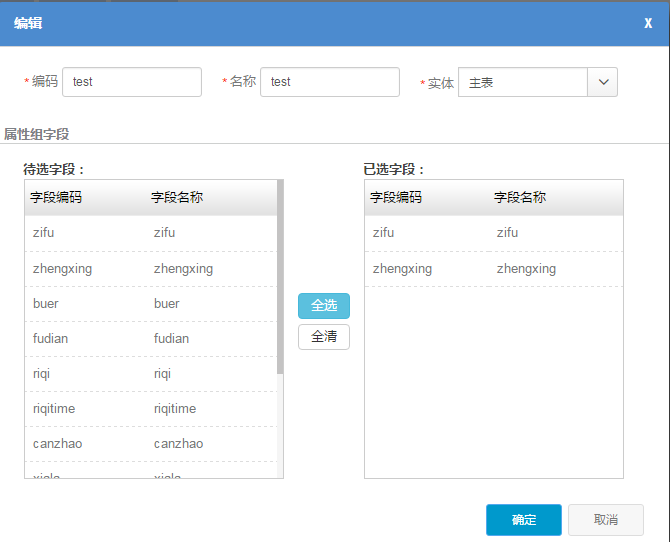 编辑 X
*编码 test *名称 test *实体 主表
属性组字段
待选字段： 已选字段：
字段编码 字段名称 字段编码 字段名称
zifu zifu zifu zifu
zhengxing zhengxing zhengxing zhengxing
buer buer
全选
fudian fudian
全清
riqi riqi
riqitime riqitime
canzhao canzhao
确定 取消